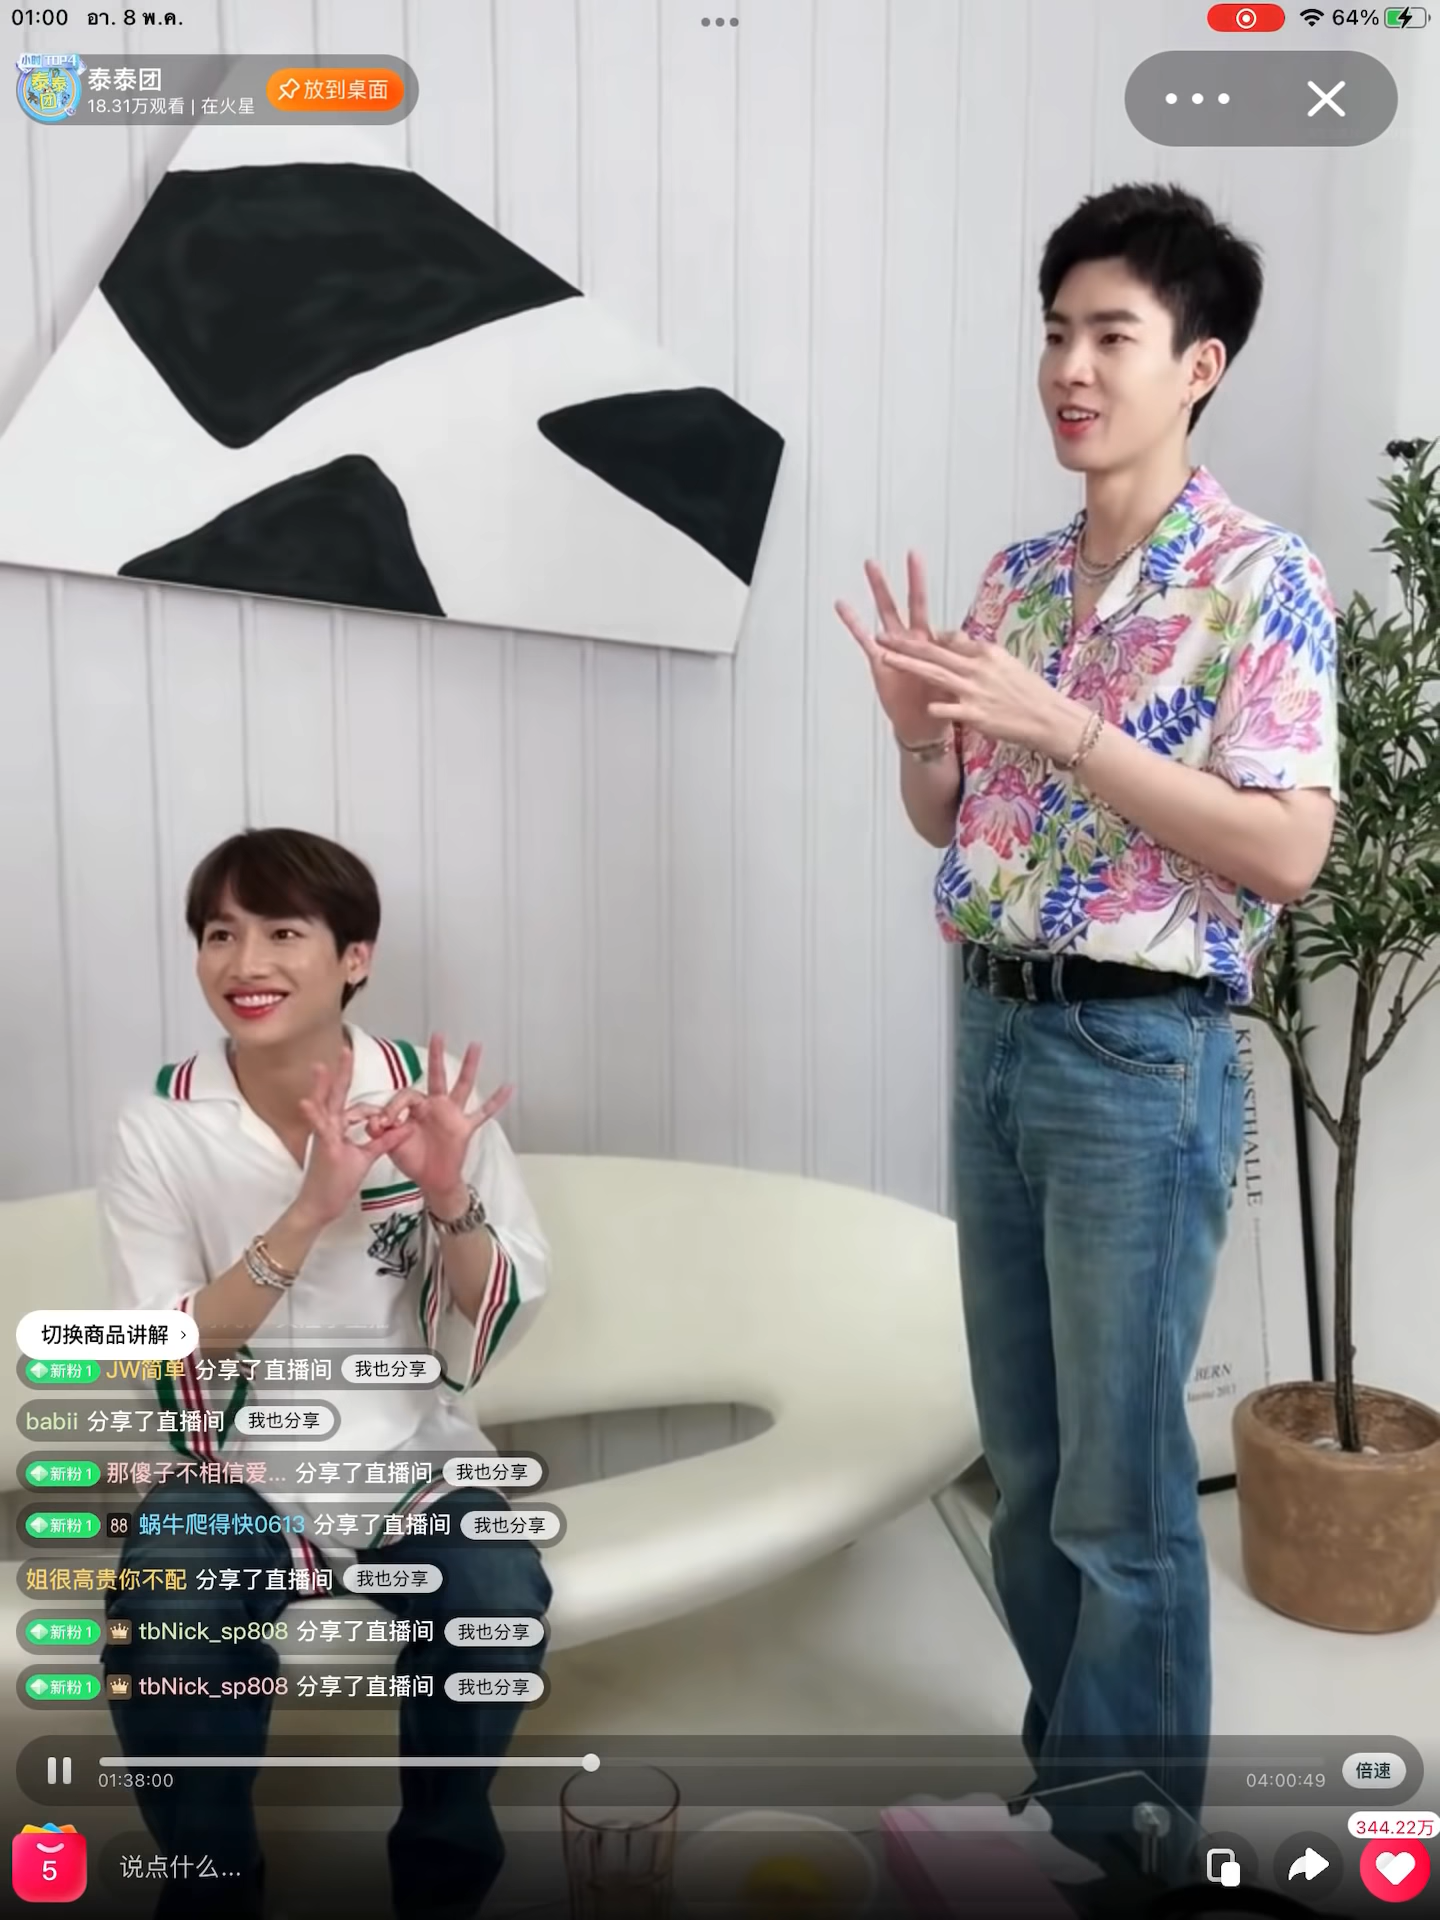 01:00 อา. 8 พ.ค.
64%
小时 TOP4
泰泰团
泰泰团
18.31万观看 | 在火星
放到桌面
KUNSTHALLE
BERN
切换商品讲解 ›
新粉1 JW简单 分享了直播间 我也分享
babii 分享了直播间 我也分享
新粉1 那傻子不相信爱... 分享了直播间 我也分享
新粉1 88 蜗牛爬得快0613 分享了直播间 我也分享
姐很高贵你不配 分享了直播间 我也分享
新粉1 tbNick_sp808 分享了直播间 我也分享
新粉1 tbNick_sp808 分享了直播间 我也分享
01:38:00
04:00:49
倍速
5
说点什么...
344.22万